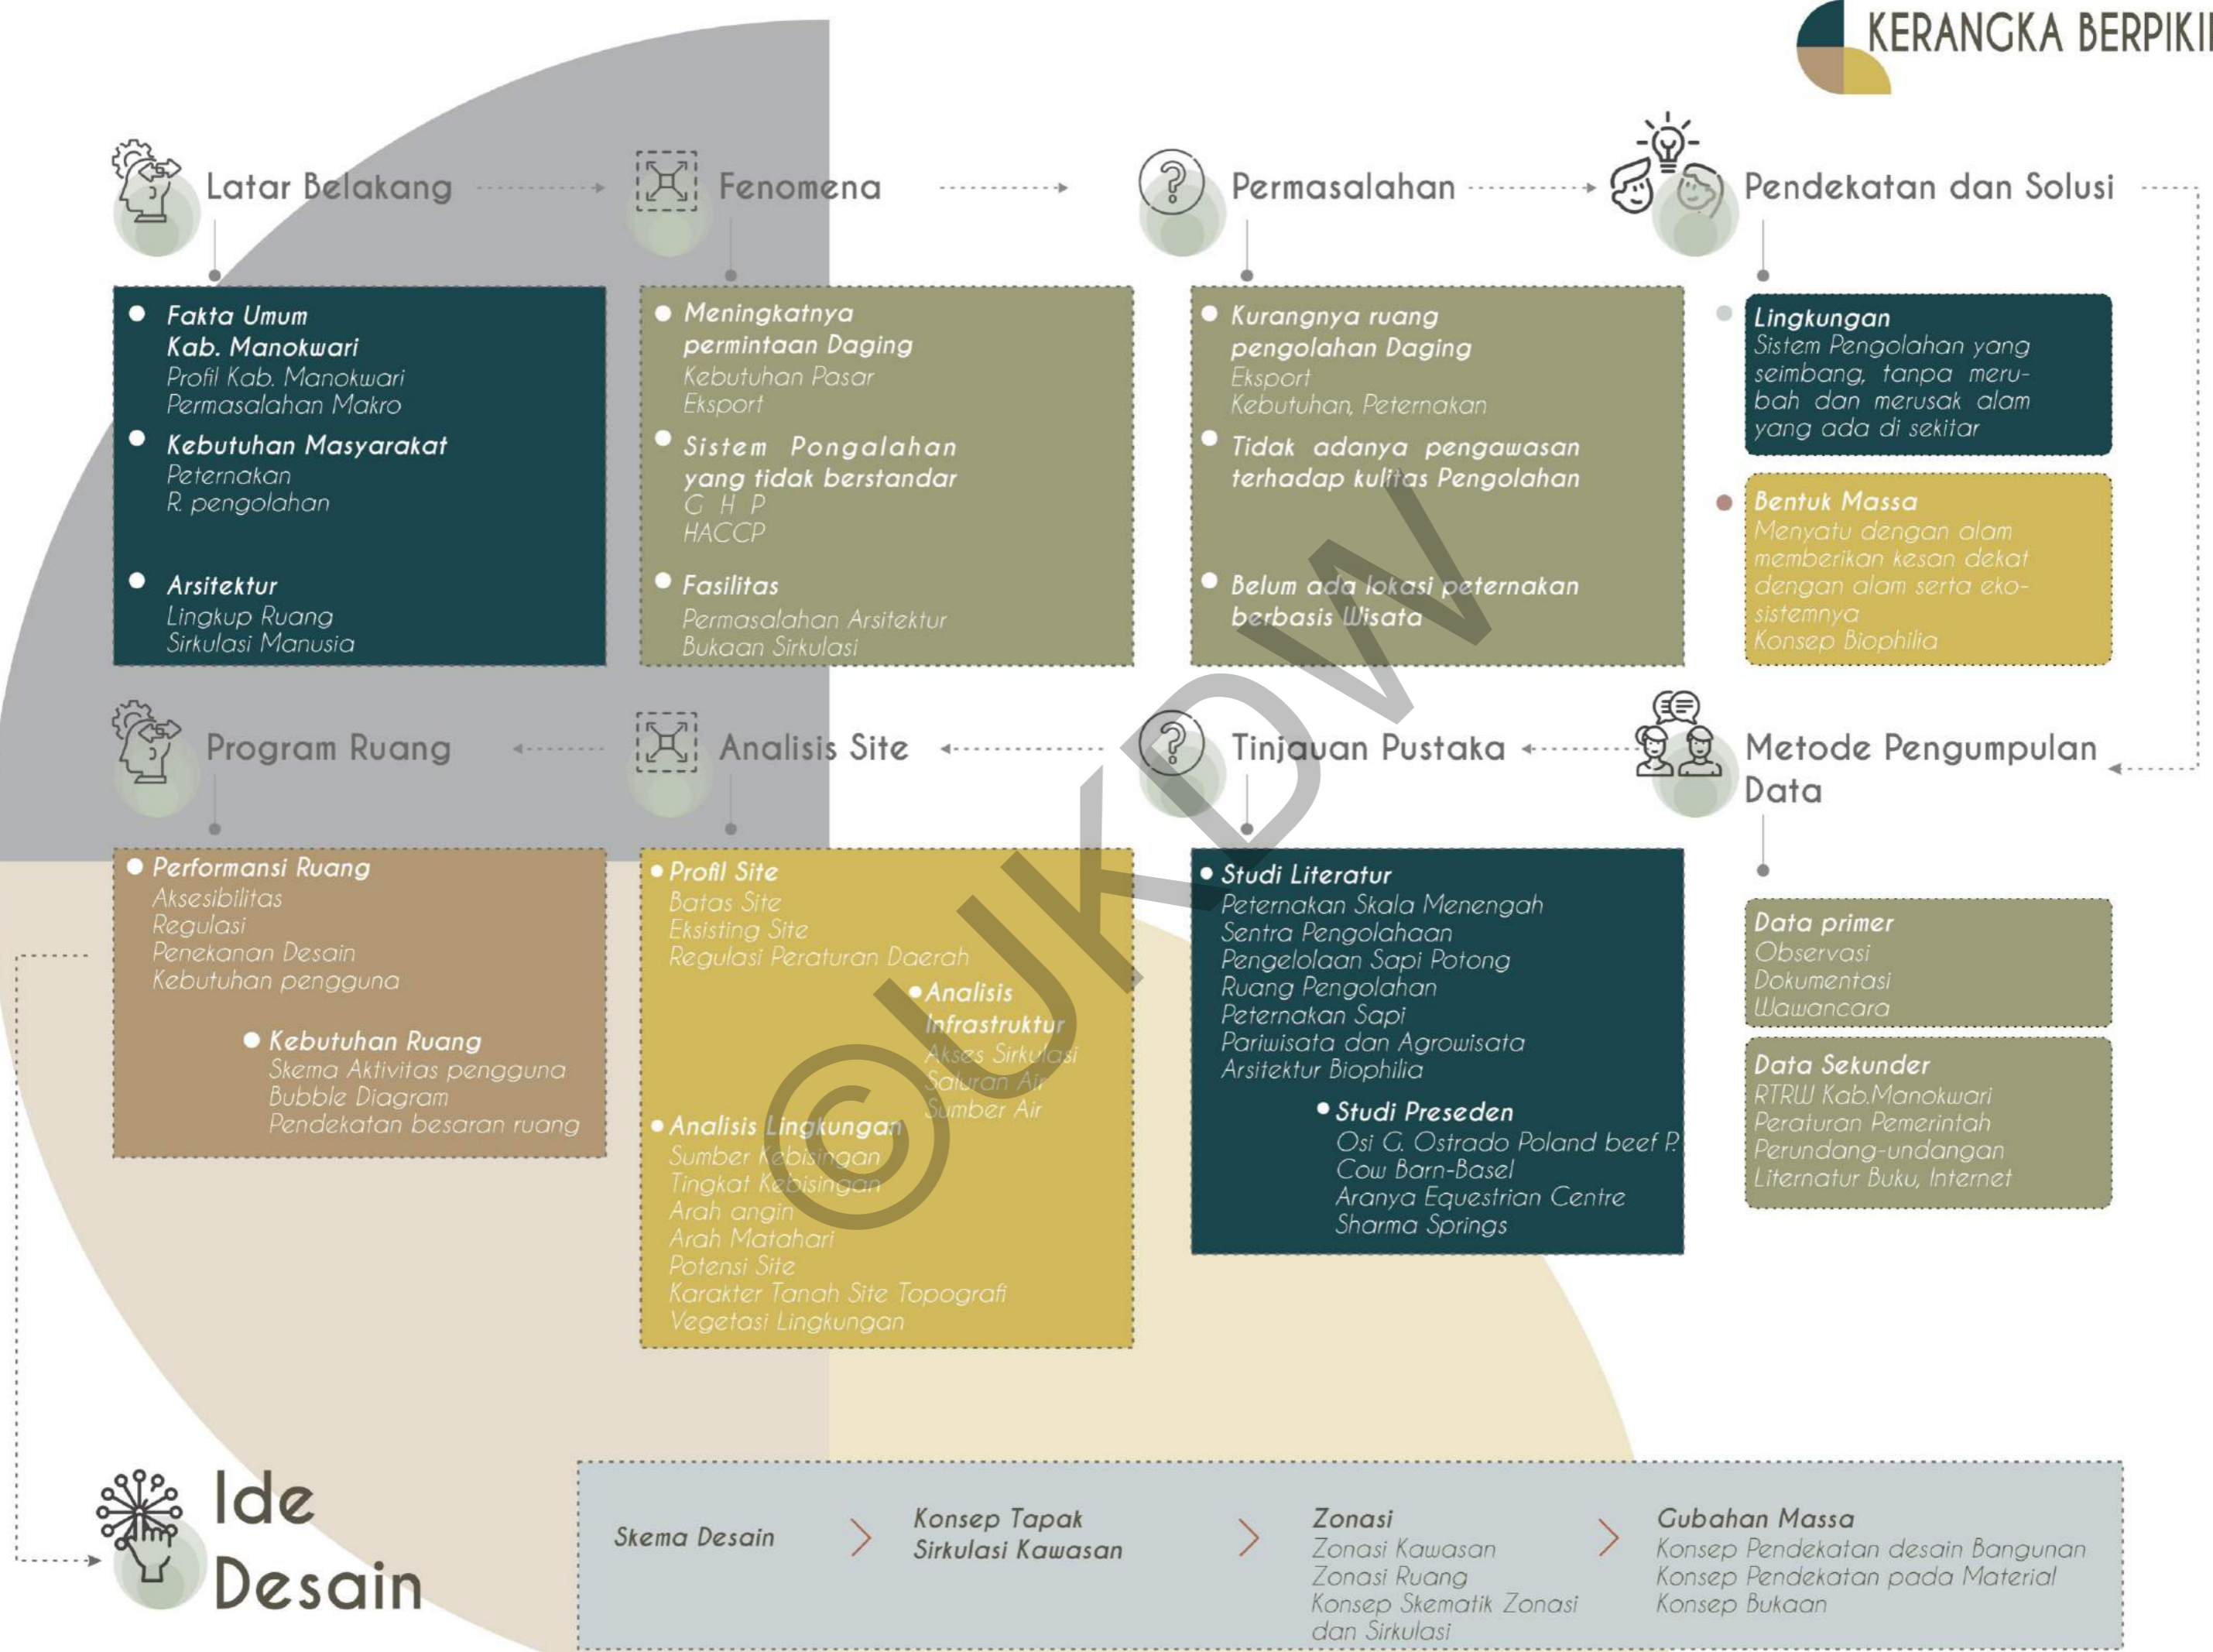 KERANGKA BERPIKI
Latar Belakang
Fakta Umum
Kab. Manokwari
Profil Kab. Manokwari
Permasalahan Makro
Kebutuhan Masyarakat
Peternakan
R. pengolahan
Arsitektur
Lingkup Ruang
Sirkulasi Manusia
Fenomena
Meningkatnya
permintaan Daging
Kebutuhan Pasar
Eksport
Sistem Pongalahan
yang tidak berstandar
G H P
HACCP
Fasilitas
Permasalahan Arsitektur
Bukaan Sirkulasi
Permasalahan
Kurangnya ruang
pengolahan Daging
Eksport
Kebutuhan, Peternakan
Tidak adanya pengawasan
terhadap kulitas Pengolahan
Belum ada lokasi peternakan
berbasis Wisata
Pendekatan dan Solusi
Lingkungan
Sistem Pengolahan yang
seimbang, tanpa meru-
bah dan merusak alam
yang ada di sekitar
Bentuk Massa
Menyatu dengan alam
memberikan kesan dekat
dengan alam serta eko-
sistemnya
Konsep Biophilia
Metode Pengumpulan
Data
Data primer
Observasi
Dokumentasi
Wawancara
Data Sekunder
RTRW Kab.Manokwari
Peraturan Pemerintah
Perundang-undangan
Liternatur Buku, Internet
Tinjauan Pustaka
Studi Literatur
Peternakan Skala Menengah
Sentra Pengolahaan
Pengelolaan Sapi Potong
Ruang Pengolahan
Peternakan Sapi
Pariwisata dan Agrowisata
Arsitektur Biophilia
Studi Preseden
Osi G. Ostrado Poland beef P.
Cow Barn-Basel
Aranya Equestrian Centre
Sharma Springs
Analisis Site
Profil Site
Batas Site
Eksisting Site
Regulasi Peraturan Daerah
Analisis
Infrastruktur
Akses Sirkulasi
Saluran Air
Sumber Air
Analisis Lingkungan
Sumber Kebisingan
Tingkat Kebisingan
Arah angin
Arah Matahari
Potensi Site
Karakter Tanah Site Topografi
Vegetasi Lingkungan
Program Ruang
Performansi Ruang
Aksesibilitas
Regulasi
Penekanan Desain
Kebutuhan pengguna
Kebutuhan Ruang
Skema Aktivitas pengguna
Bubble Diagram
Pendekatan besaran ruang
Ide
Desain
Skema Desain
Konsep Tapak
Sirkulasi Kawasan
Zonasi
Zonasi Kawasan
Zonasi Ruang
Konsep Skematik Zonasi
dan Sirkulasi
Gubahan Massa
Konsep Pendekatan desain Bangunan
Konsep Pendekatan pada Material
Konsep Bukaan
©UKDW